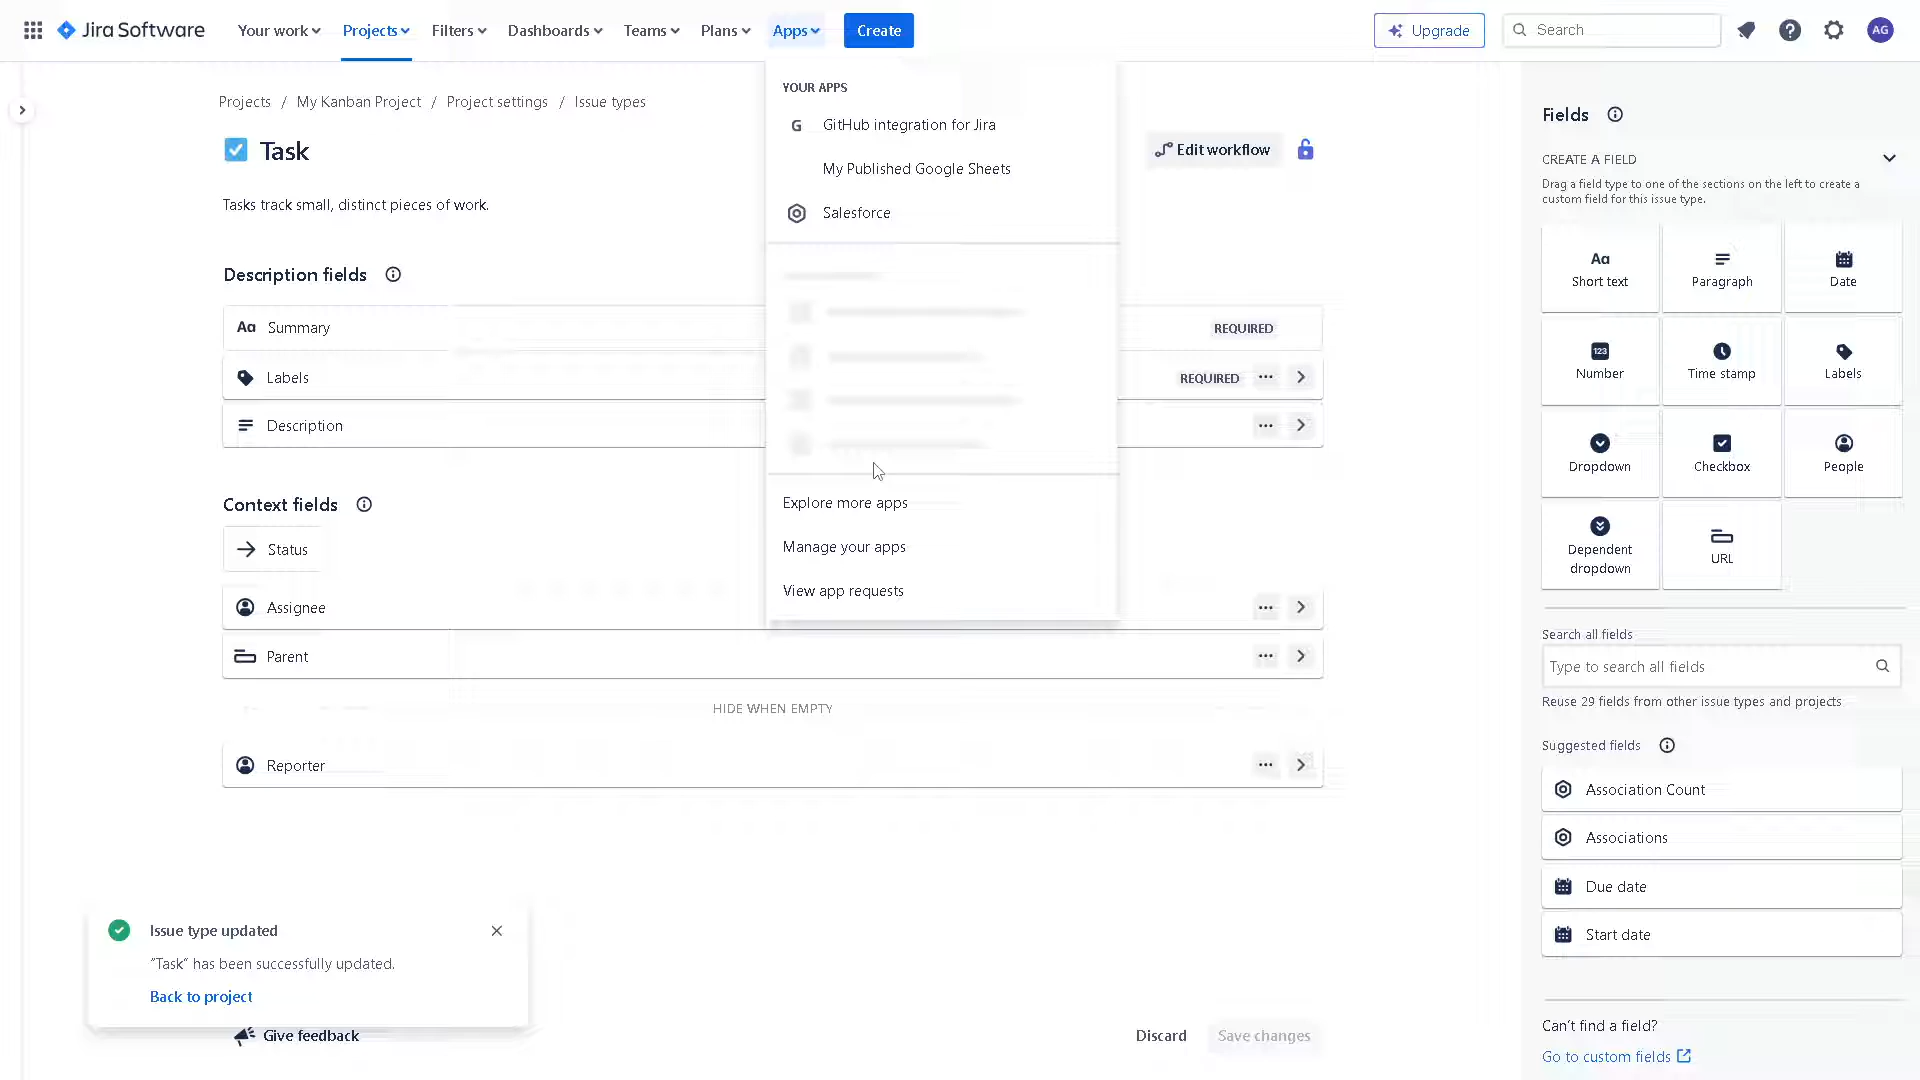 Jira Software
Your work
Projects
Filters
Dashboards
Teams
Plans
Apps
Create
Upgrade
Search
AG
YOUR APPS
G GitHub integration for Jira
My Published Google Sheets
Salesforce
Explore more apps
Manage your apps
View app requests
Projects / My Kanban Project / Project settings / Issue types
Task
Edit workflow
Tasks track small, distinct pieces of work.
Description fields
Aa Summary
REQUIRED
Labels
REQUIRED
Description
Context fields
Status
Assignee
Parent
HIDE WHEN EMPTY
Reporter
Issue type updated
"Task" has been successfully updated.
Back to project
Give feedback
Discard
Save changes
Fields
CREATE A FIELD
Drag a field type to one of the sections on the left to create a
custom field for this issue type.
Aa
Short text
Paragraph
Date
123
Number
Time stamp
Labels
Dropdown
Checkbox
People
Dependent
dropdown
URL
Search all fields
Type to search all fields
Reuse 29 fields from other issue types and projects
Suggested fields
Association Count
Associations
Due date
Start date
Can't find a field?
Go to custom fields